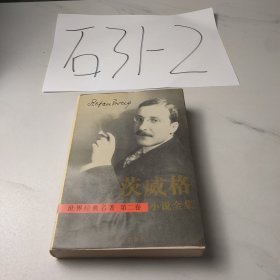 石31-2
Stefan Zweig
茨威格
世界经典名著 第二卷
小说全集